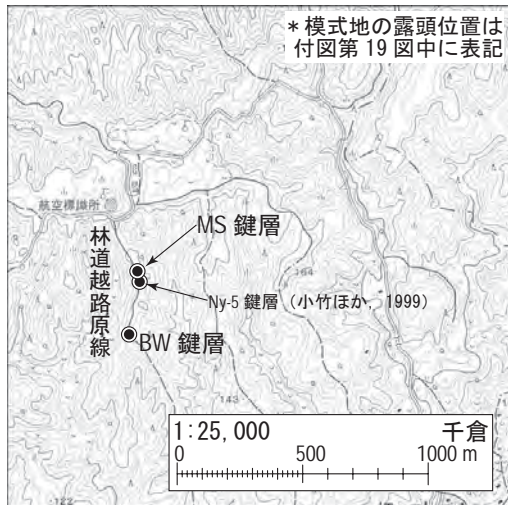 ＊模式地の露頭位置は
付図第 19 図中に表記
航空標識所
MS 鍵層
林道越路原線
164
Ny-5 鍵層（小竹ほか，1999）
BW 鍵層
143
1:25,000 千倉
0 500 1000 m
122